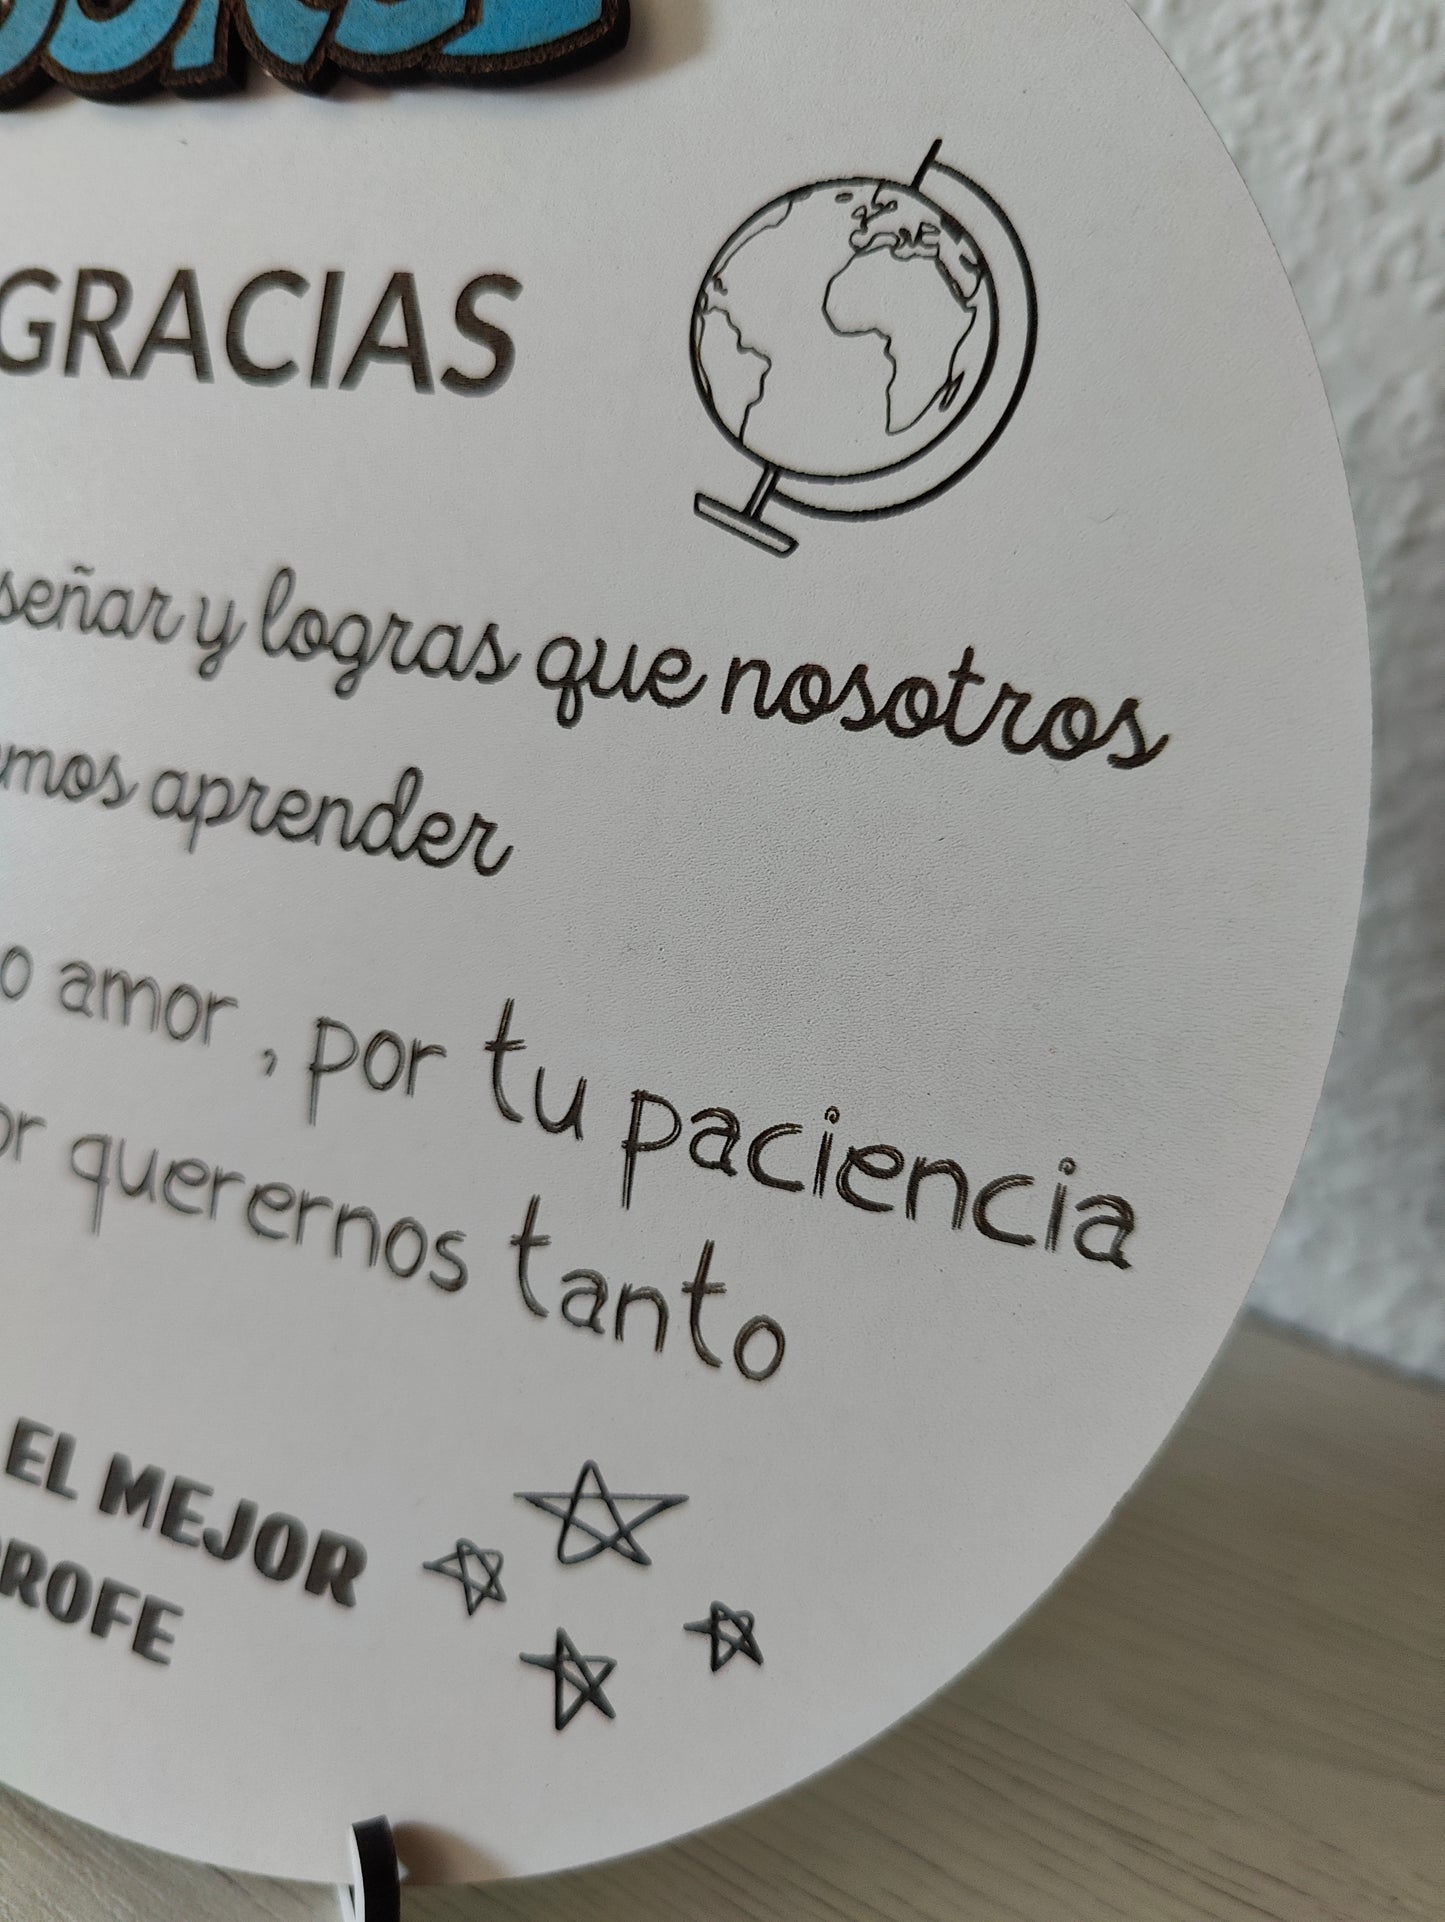 GRACIAS
señar y logras que nosotros
mos aprender
o amor , por tu paciencia
or querernos tanto
EL MEJOR
ROFE